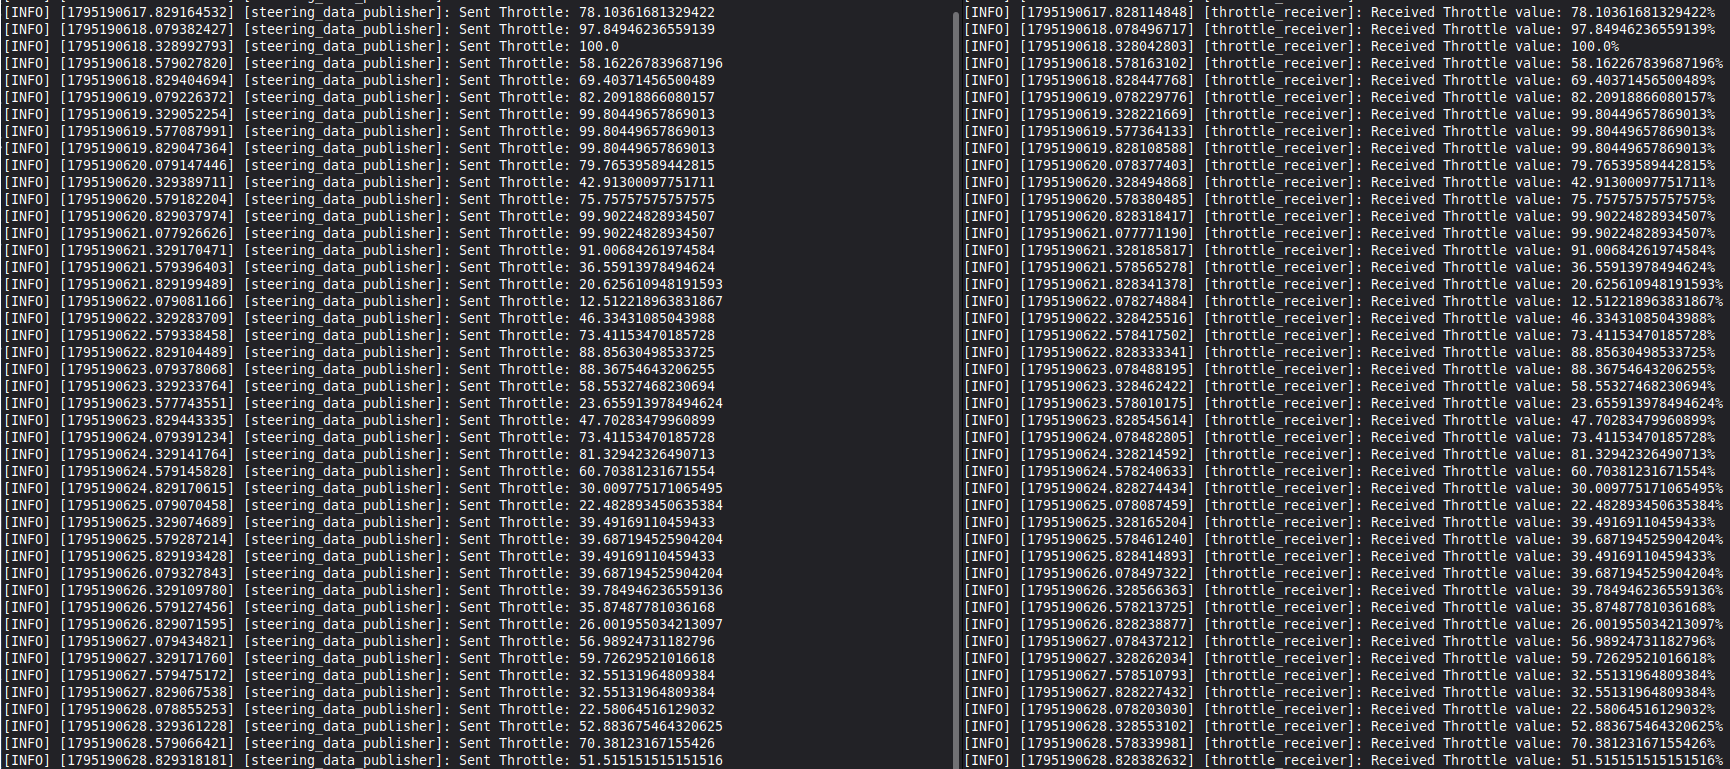 [INFO] [1795190617.829164532] [steering_data_publisher]: Sent Throttle: 78.10361681329422
[INFO] [1795190618.079382427] [steering_data_publisher]: Sent Throttle: 97.84946236559139
[INFO] [1795190618.328992793] [steering_data_publisher]: Sent Throttle: 100.0
[INFO] [1795190618.579027820] [steering_data_publisher]: Sent Throttle: 58.162267839687196
[INFO] [1795190618.829404694] [steering_data_publisher]: Sent Throttle: 69.40371456500489
[INFO] [1795190619.079226372] [steering_data_publisher]: Sent Throttle: 82.20918866080157
[INFO] [1795190619.329052254] [steering_data_publisher]: Sent Throttle: 99.80449657869013
[INFO] [1795190619.577087991] [steering_data_publisher]: Sent Throttle: 99.80449657869013
[INFO] [1795190619.829047364] [steering_data_publisher]: Sent Throttle: 99.80449657869013
[INFO] [1795190620.079147446] [steering_data_publisher]: Sent Throttle: 79.76539589442815
[INFO] [1795190620.329389711] [steering_data_publisher]: Sent Throttle: 42.91300097751711
[INFO] [1795190620.579182204] [steering_data_publisher]: Sent Throttle: 75.75757575757575
[INFO] [1795190620.829037974] [steering_data_publisher]: Sent Throttle: 99.90224828934507
[INFO] [1795190621.077926626] [steering_data_publisher]: Sent Throttle: 99.90224828934507
[INFO] [1795190621.329170471] [steering_data_publisher]: Sent Throttle: 91.00684261974584
[INFO] [1795190621.579396403] [steering_data_publisher]: Sent Throttle: 36.55913978494624
[INFO] [1795190621.829199489] [steering_data_publisher]: Sent Throttle: 20.625610948191593
[INFO] [1795190622.079081166] [steering_data_publisher]: Sent Throttle: 12.512218963831867
[INFO] [1795190622.329283709] [steering_data_publisher]: Sent Throttle: 46.33431085043988
[INFO] [1795190622.579338458] [steering_data_publisher]: Sent Throttle: 73.41153470185728
[INFO] [1795190622.829104489] [steering_data_publisher]: Sent Throttle: 88.85630498533725
[INFO] [1795190623.079378068] [steering_data_publisher]: Sent Throttle: 88.36754643206255
[INFO] [1795190623.329233764] [steering_data_publisher]: Sent Throttle: 58.55327468230694
[INFO] [1795190623.577743551] [steering_data_publisher]: Sent Throttle: 23.655913978494624
[INFO] [1795190623.829443335] [steering_data_publisher]: Sent Throttle: 47.70283479960899
[INFO] [1795190624.079391234] [steering_data_publisher]: Sent Throttle: 73.41153470185728
[INFO] [1795190624.329141764] [steering_data_publisher]: Sent Throttle: 81.32942326490713
[INFO] [1795190624.579145828] [steering_data_publisher]: Sent Throttle: 60.70381231671554
[INFO] [1795190624.829170615] [steering_data_publisher]: Sent Throttle: 30.009775171065495
[INFO] [1795190625.079070458] [steering_data_publisher]: Sent Throttle: 22.482893450635384
[INFO] [1795190625.329074689] [steering_data_publisher]: Sent Throttle: 39.49169110459433
[INFO] [1795190625.579287214] [steering_data_publisher]: Sent Throttle: 39.687194525904204
[INFO] [1795190625.829193428] [steering_data_publisher]: Sent Throttle: 39.49169110459433
[INFO] [1795190626.079327843] [steering_data_publisher]: Sent Throttle: 39.687194525904204
[INFO] [1795190626.329109780] [steering_data_publisher]: Sent Throttle: 39.784946236559136
[INFO] [1795190626.579127456] [steering_data_publisher]: Sent Throttle: 35.87487781036168
[INFO] [1795190626.829071595] [steering_data_publisher]: Sent Throttle: 26.001955034213097
[INFO] [1795190627.079434821] [steering_data_publisher]: Sent Throttle: 56.98924731182796
[INFO] [1795190627.329171760] [steering_data_publisher]: Sent Throttle: 59.72629521016618
[INFO] [1795190627.579475172] [steering_data_publisher]: Sent Throttle: 32.55131964809384
[INFO] [1795190627.829067538] [steering_data_publisher]: Sent Throttle: 32.55131964809384
[INFO] [1795190628.078855253] [steering_data_publisher]: Sent Throttle: 22.58064516129032
[INFO] [1795190628.329361228] [steering_data_publisher]: Sent Throttle: 52.883675464320625
[INFO] [1795190628.579066421] [steering_data_publisher]: Sent Throttle: 70.38123167155426
[INFO] [1795190628.829318181] [steering_data_publisher]: Sent Throttle: 51.515151515151516
[INFO] [1795190617.828114848] [throttle_receiver]: Received Throttle value: 78.10361681329422%
[INFO] [1795190618.078496717] [throttle_receiver]: Received Throttle value: 97.84946236559139%
[INFO] [1795190618.328042803] [throttle_receiver]: Received Throttle value: 100.0%
[INFO] [1795190618.578163102] [throttle_receiver]: Received Throttle value: 58.162267839687196%
[INFO] [1795190618.828447768] [throttle_receiver]: Received Throttle value: 69.40371456500489%
[INFO] [1795190619.078229776] [throttle_receiver]: Received Throttle value: 82.20918866080157%
[INFO] [1795190619.328221669] [throttle_receiver]: Received Throttle value: 99.80449657869013%
[INFO] [1795190619.577364133] [throttle_receiver]: Received Throttle value: 99.80449657869013%
[INFO] [1795190619.828108588] [throttle_receiver]: Received Throttle value: 99.80449657869013%
[INFO] [1795190620.078377403] [throttle_receiver]: Received Throttle value: 79.76539589442815%
[INFO] [1795190620.328494868] [throttle_receiver]: Received Throttle value: 42.91300097751711%
[INFO] [1795190620.578380485] [throttle_receiver]: Received Throttle value: 75.75757575757575%
[INFO] [1795190620.828318417] [throttle_receiver]: Received Throttle value: 99.90224828934507%
[INFO] [1795190621.077771190] [throttle_receiver]: Received Throttle value: 99.90224828934507%
[INFO] [1795190621.328185817] [throttle_receiver]: Received Throttle value: 91.00684261974584%
[INFO] [1795190621.578565278] [throttle_receiver]: Received Throttle value: 36.55913978494624%
[INFO] [1795190621.828341378] [throttle_receiver]: Received Throttle value: 20.625610948191593%
[INFO] [1795190622.078274884] [throttle_receiver]: Received Throttle value: 12.512218963831867%
[INFO] [1795190622.328425516] [throttle_receiver]: Received Throttle value: 46.33431085043988%
[INFO] [1795190622.578417502] [throttle_receiver]: Received Throttle value: 73.41153470185728%
[INFO] [1795190622.828333341] [throttle_receiver]: Received Throttle value: 88.85630498533725%
[INFO] [1795190623.078488195] [throttle_receiver]: Received Throttle value: 88.36754643206255%
[INFO] [1795190623.328462422] [throttle_receiver]: Received Throttle value: 58.55327468230694%
[INFO] [1795190623.578010175] [throttle_receiver]: Received Throttle value: 23.655913978494624%
[INFO] [1795190623.828545614] [throttle_receiver]: Received Throttle value: 47.70283479960899%
[INFO] [1795190624.078482805] [throttle_receiver]: Received Throttle value: 73.41153470185728%
[INFO] [1795190624.328214592] [throttle_receiver]: Received Throttle value: 81.32942326490713%
[INFO] [1795190624.578240633] [throttle_receiver]: Received Throttle value: 60.70381231671554%
[INFO] [1795190624.828274434] [throttle_receiver]: Received Throttle value: 30.009775171065495%
[INFO] [1795190625.078087459] [throttle_receiver]: Received Throttle value: 22.482893450635384%
[INFO] [1795190625.328165204] [throttle_receiver]: Received Throttle value: 39.49169110459433%
[INFO] [1795190625.578461240] [throttle_receiver]: Received Throttle value: 39.687194525904204%
[INFO] [1795190625.828414893] [throttle_receiver]: Received Throttle value: 39.49169110459433%
[INFO] [1795190626.078497322] [throttle_receiver]: Received Throttle value: 39.687194525904204%
[INFO] [1795190626.328566363] [throttle_receiver]: Received Throttle value: 39.784946236559136%
[INFO] [1795190626.578213725] [throttle_receiver]: Received Throttle value: 35.87487781036168%
[INFO] [1795190626.828238877] [throttle_receiver]: Received Throttle value: 26.001955034213097%
[INFO] [1795190627.078437212] [throttle_receiver]: Received Throttle value: 56.98924731182796%
[INFO] [1795190627.328262034] [throttle_receiver]: Received Throttle value: 59.72629521016618%
[INFO] [1795190627.578510793] [throttle_receiver]: Received Throttle value: 32.55131964809384%
[INFO] [1795190627.828227432] [throttle_receiver]: Received Throttle value: 32.55131964809384%
[INFO] [1795190628.078203030] [throttle_receiver]: Received Throttle value: 22.58064516129032%
[INFO] [1795190628.328553102] [throttle_receiver]: Received Throttle value: 52.883675464320625%
[INFO] [1795190628.578339981] [throttle_receiver]: Received Throttle value: 70.38123167155426%
[INFO] [1795190628.828382632] [throttle_receiver]: Received Throttle value: 51.515151515151516%